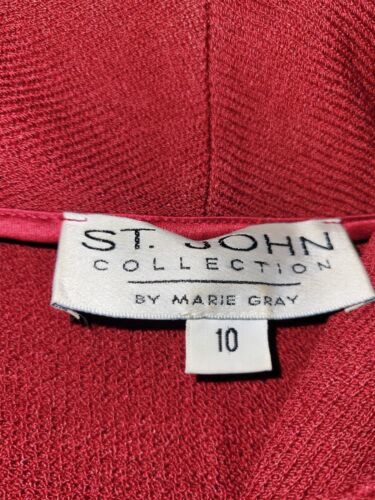 ST. JOHN
COLLECTION
BY MARIE GRAY
10